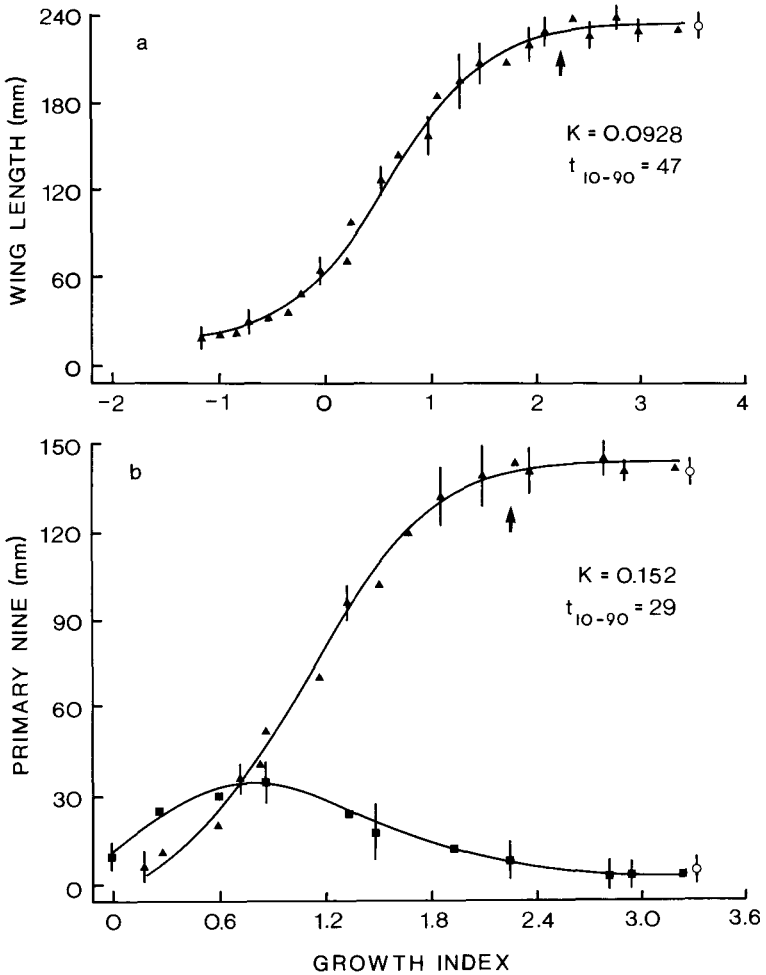 240
a
180
120
60
0
WING LENGTH (mm)
K = 0.0928
t 10-90 = 47
-2 -1 0 1 2 3 4
150
b
120
90
60
30
0
PRIMARY NINE (mm)
K = 0.152
t 10-90 = 29
0 0.6 1.2 1.8 2.4 3.0 3.6
GROWTH INDEX